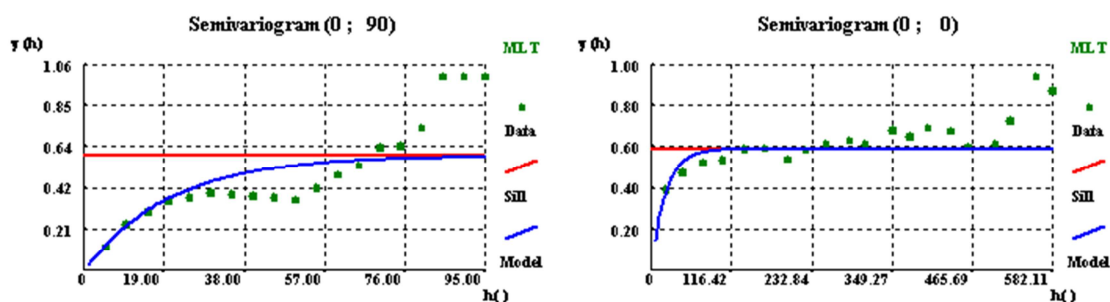 Semivariogram (0 ; 90)
y (h)
MLT
1.06
0.85
0.64
0.42
0.21
0
19.00
38.00
57.00
76.00
95.00
h( )
Data
Sill
Model
Semivariogram (0 ; 0)
y (h)
MLT
1.00
0.80
0.60
0.40
0.20
0
116.42
232.84
349.27
465.69
582.11
h( )
Data
Sill
Model